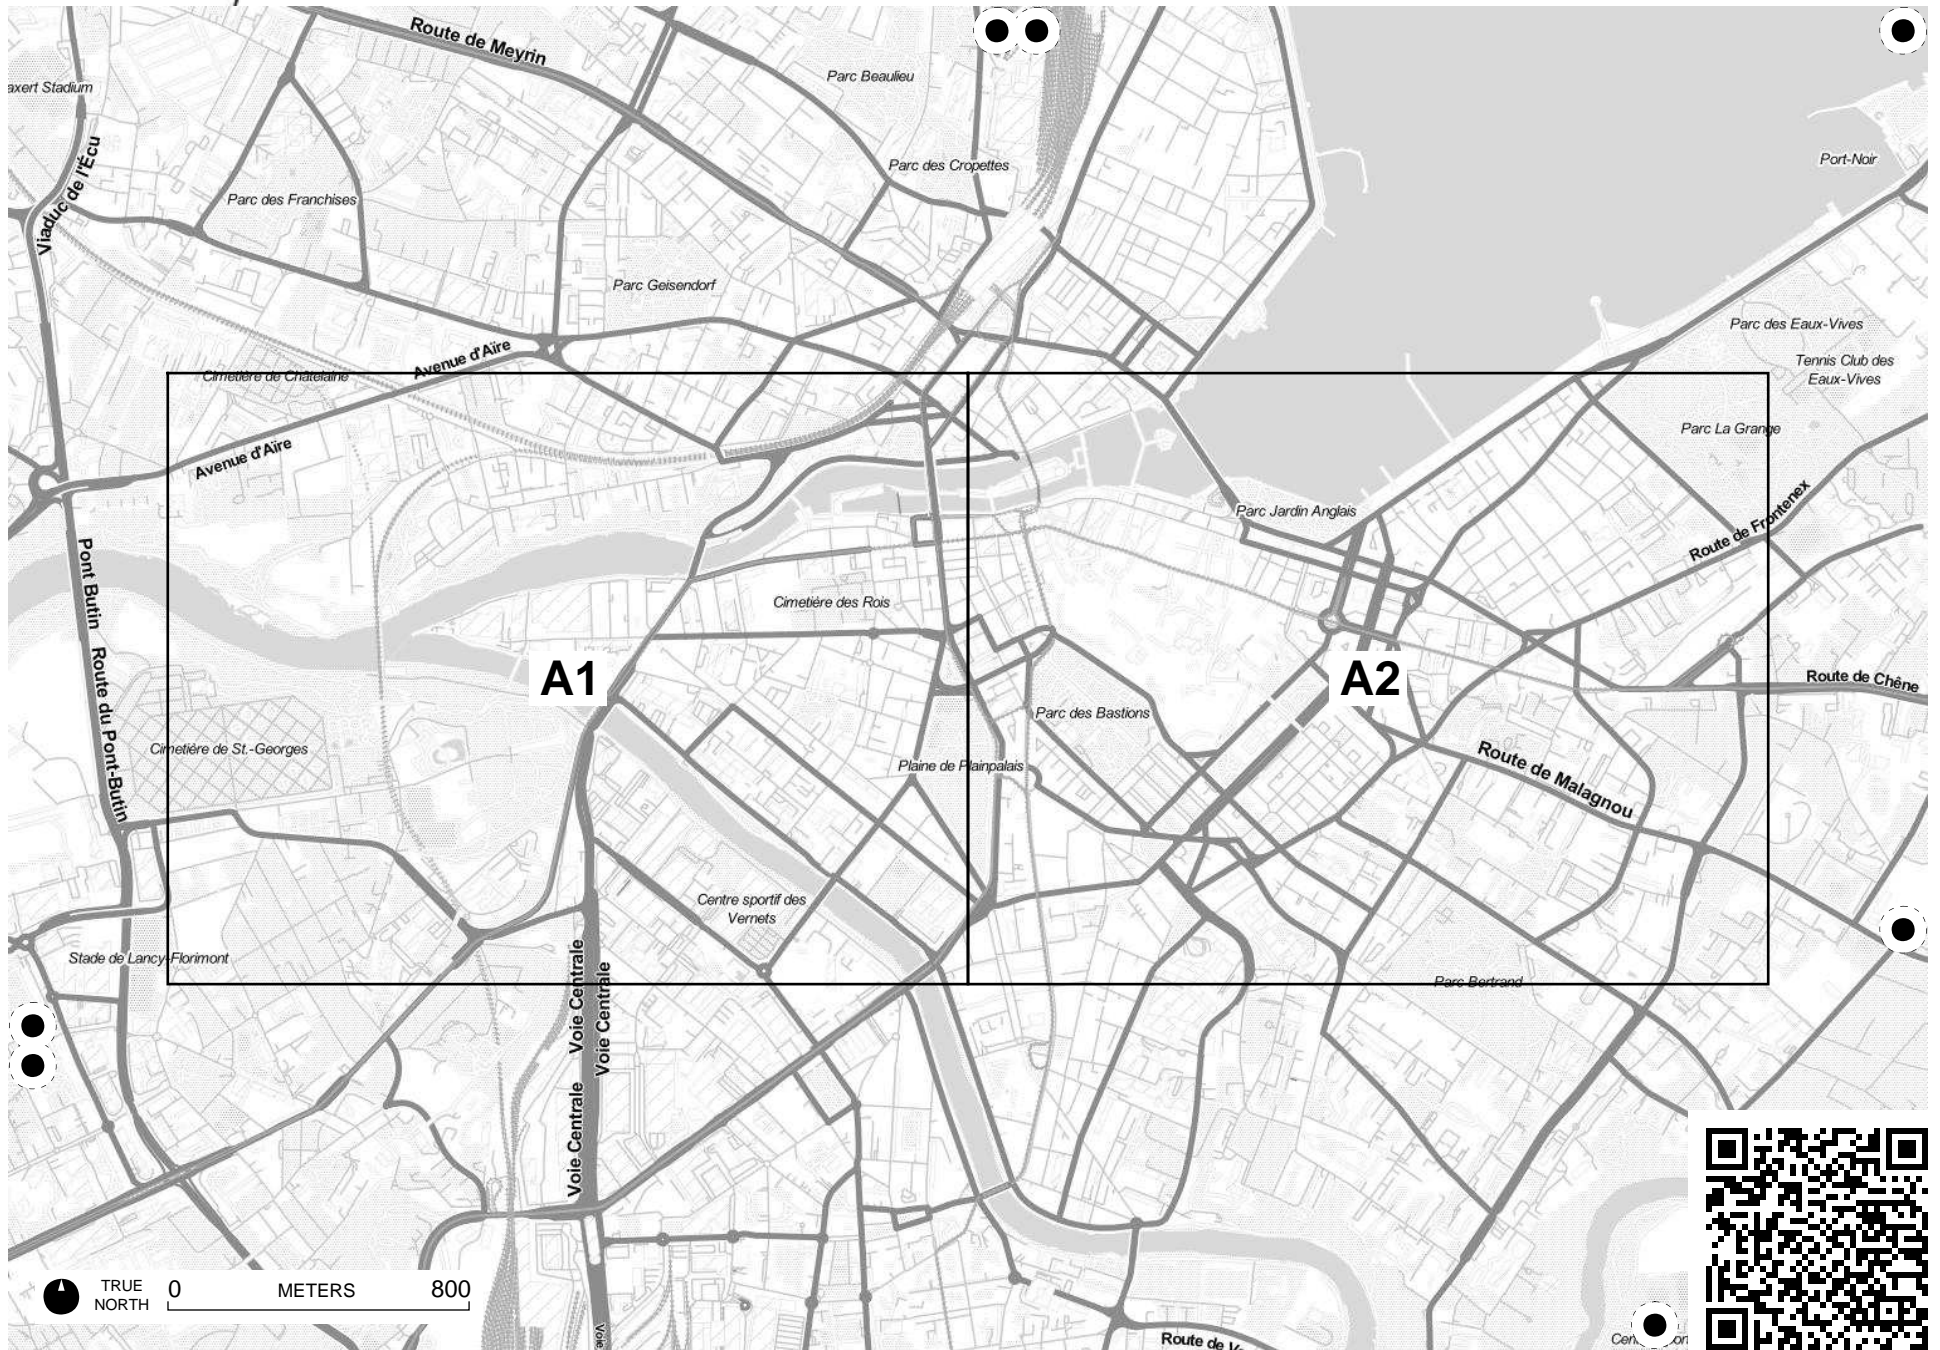 Route de Meyrin
Parc Beaulieu
axert Stadium
Viaduc de l'Écu
Parc des Cropettes
Port-Noir
Parc des Franchises
Parc Geisendorf
Parc des Eaux-Vives
Avenue d'Aïre
Tennis Club des
Eaux-Vives
Cimetière de Châtelaine
Parc La Grange
Avenue d'Aïre
Parc Jardin Anglais
Route de Frontenex
Pont Butin
Cimetière des Rois
Route du Pont-Butin
A1
A2
Route de Chêne
Parc des Bastions
Cimetière de St.-Georges
Plaine de Plainpalais
Route de Malagnou
Centre sportif des
Vernets
Stade de Lancy-Florimont
Parc Bertrand
Voie Centrale
Voie Centrale
Voie Centrale
TRUE
NORTH
0 METERS 800
Voie
Route de V